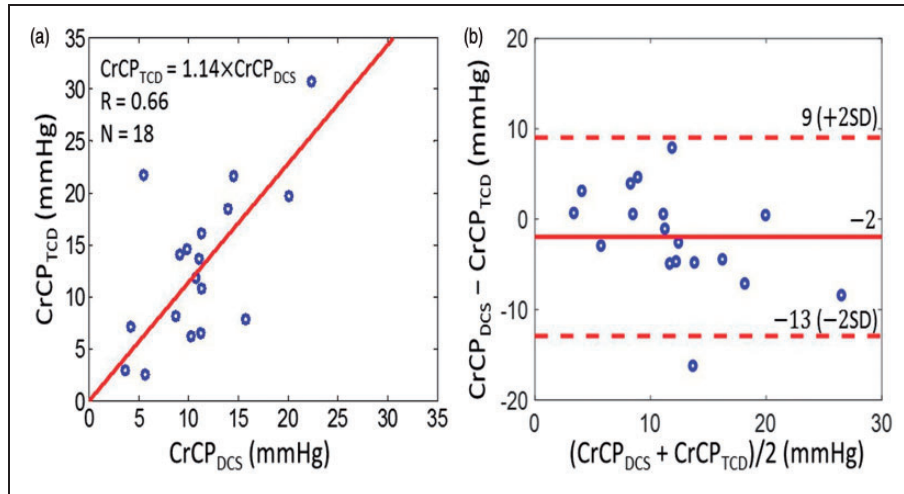 (a)
35
30
25
20
15
10
5
0
CrCP_TCD (mmHg)
CrCP_TCD = 1.14×CrCP_DCS
R = 0.66
N = 18
0 5 10 15 20 25 30 35
CrCP_DCS (mmHg)
(b)
20
10
0
-10
-20
CrCP_DCS − CrCP_TCD (mmHg)
9 (+2SD)
−2
−13 (−2SD)
0 10 20 30
(CrCP_DCS + CrCP_TCD)/2 (mmHg)